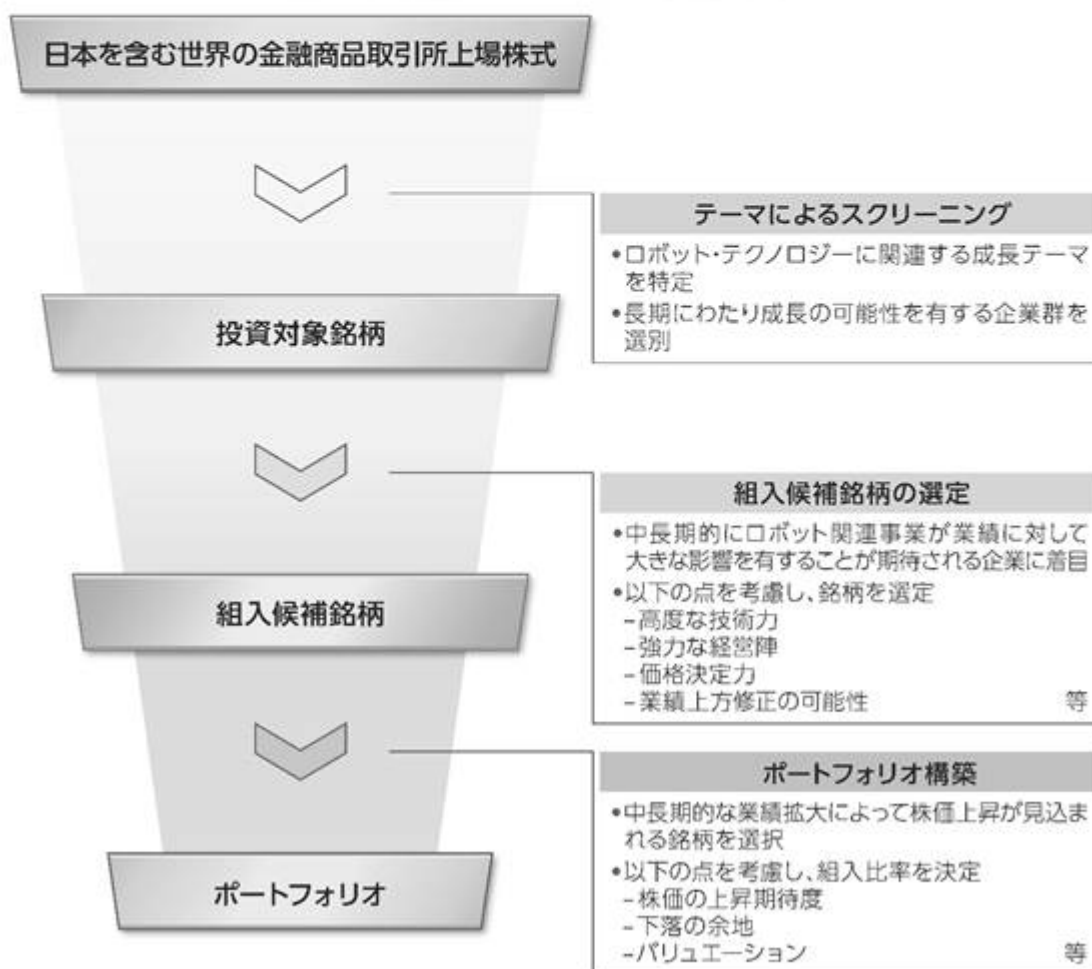 日本を含む世界の金融商品取引所上場株式
テーマによるスクリーニング
•ロボット・テクノロジーに関連する成長テーマ
を特定
•長期にわたり成長の可能性を有する企業群を
選別
投資対象銘柄
組入候補銘柄の選定
•中長期的にロボット関連事業が業績に対して
大きな影響を有することが期待される企業に着目
•以下の点を考慮し、銘柄を選定
–高度な技術力
–強力な経営陣
–価格決定力
–業績上方修正の可能性 等
組入候補銘柄
ポートフォリオ構築
•中長期的な業績拡大によって株価上昇が見込ま
れる銘柄を選択
•以下の点を考慮し、組入比率を決定
–株価の上昇期待度
–下落の余地
–バリュエーション 等
ポートフォリオ